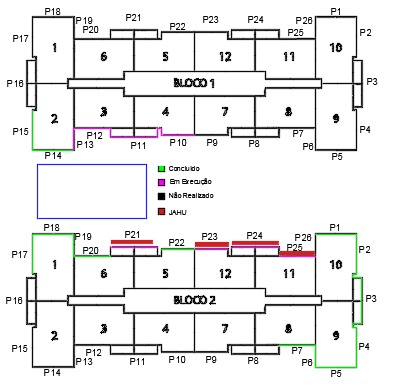 P18 P19 P20 P21 P22 P23 P24 P25 P26 P1
P17 1 6 5 12 11 10 P2
P16 BLOCO 1 P3
P15 2 3 4 7 8 9 P4
P14 P13 P12 P11 P10 P9 P8 P7 P6 P5
Concluído
Em Execução
Não Realizado
JAHU
P18 P19 P20 P21 P22 P23 P24 P25 P26 P1
P17 1 6 5 12 11 10 P2
P16 BLOCO 2 P3
P15 2 3 4 7 8 9 P4
P14 P13 P12 P11 P10 P9 P8 P7 P6 P5